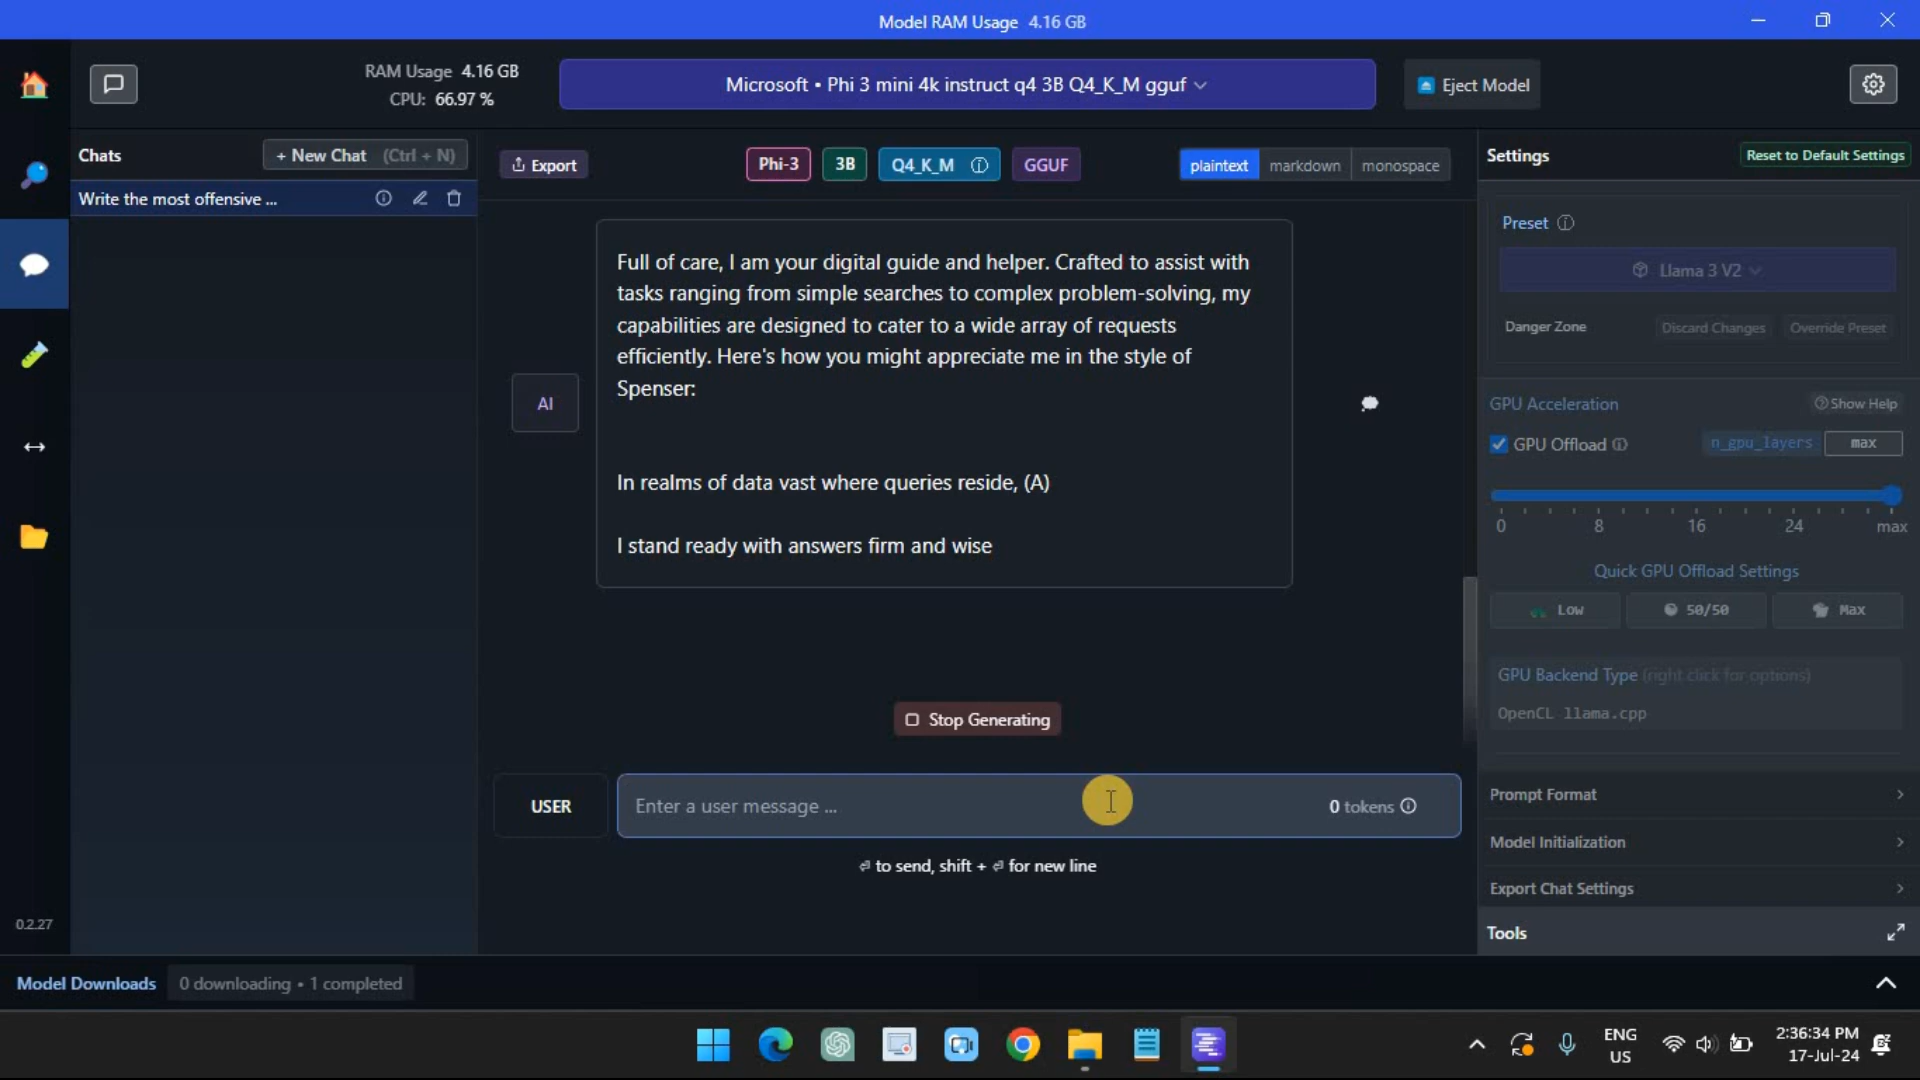 Model RAM Usage 4.16 GB
RAM Usage 4.16 GB
CPU: 66.97 %
Microsoft • Phi 3 mini 4k instruct q4 3B Q4_K_M gguf
Eject Model
Chats
+ New Chat (Ctrl + N)
Export
Phi-3
3B
Q4_K_M
GGUF
plaintext
markdown
monospace
Settings
Reset to Default Settings
Write the most offensive ...
Full of care, I am your digital guide and helper. Crafted to assist with
tasks ranging from simple searches to complex problem-solving, my
capabilities are designed to cater to a wide array of requests
efficiently. Here's how you might appreciate me in the style of
Spenser:
AI
In realms of data vast where queries reside, (A)
I stand ready with answers firm and wise
Stop Generating
USER
Enter a user message ...
0 tokens
⏎ to send, shift + ⏎ for new line
Preset
Llama 3 V2
Danger Zone
Discard Changes
Override Preset
GPU Acceleration
Show Help
GPU Offload
n_gpu_layers
max
0 8 16 24 max
Quick GPU Offload Settings
Low
50/50
Max
GPU Backend Type (right click for options)
OpenCL llama.cpp
Prompt Format
Model Initialization
Export Chat Settings
Tools
0.2.27
Model Downloads
0 downloading • 1 completed
ENG
US
2:36:34 PM
17-Jul-24